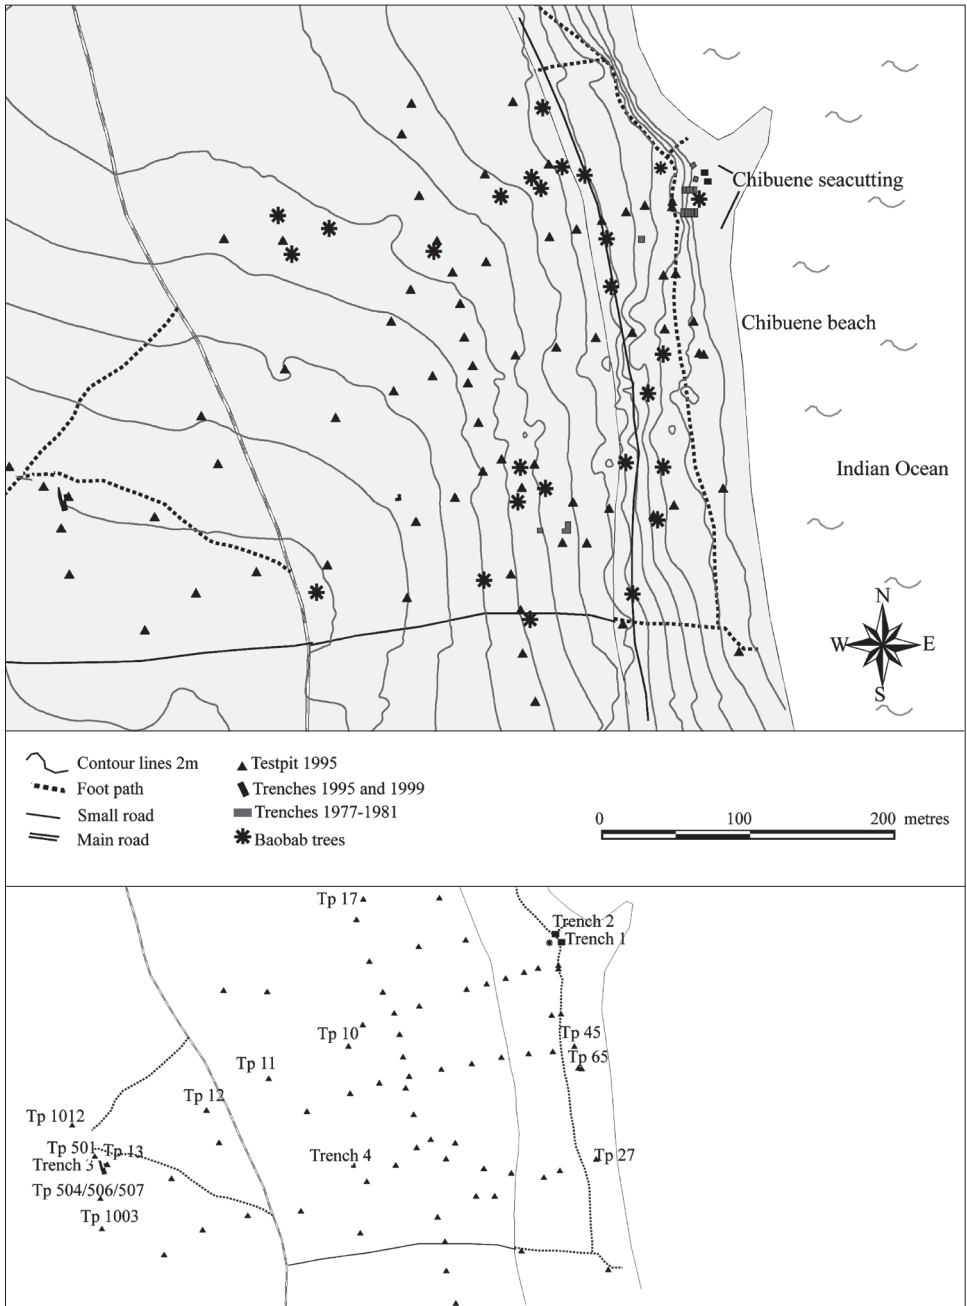 Chibuene seacutting
Chibuene beach
Indian Ocean
N
W E
S
Contour lines 2m
Foot path
Small road
Main road
Testpit 1995
Trenches 1995 and 1999
Trenches 1977-1981
Baobab trees
0 100 200 metres
Tp 17
Trench 2
Trench 1
Tp 10
Tp 45
Tp 65
Tp 11
Tp 12
Tp 1012
Tp 501 Tp 13
Trench 3
Trench 4
Tp 27
Tp 504/506/507
Tp 1003